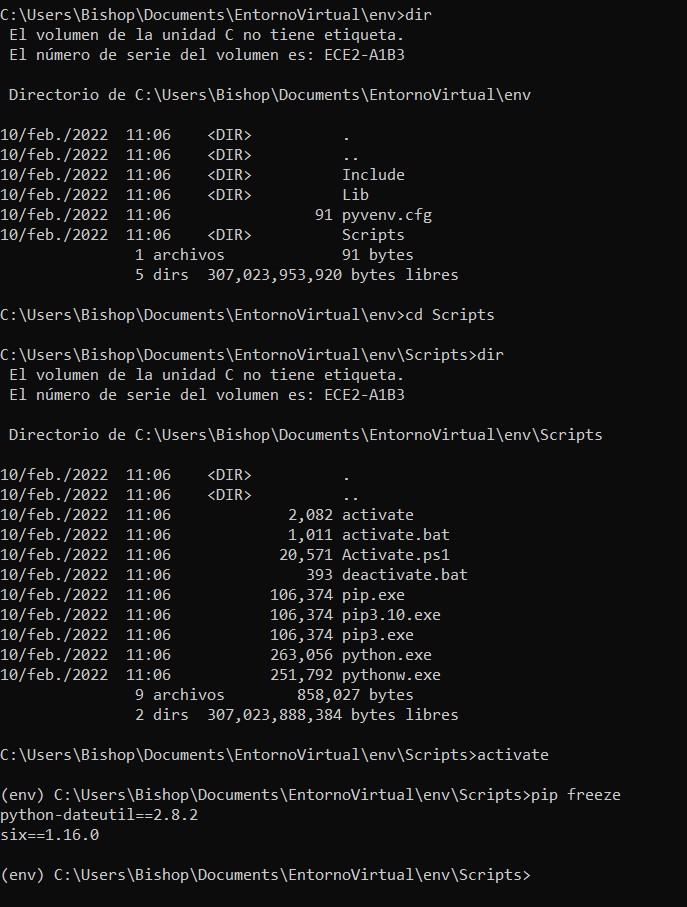 C:\Users\Bishop\Documents\EntornoVirtual\env>dir
 El volumen de la unidad C no tiene etiqueta.
 El número de serie del volumen es: ECE2-A1B3

 Directorio de C:\Users\Bishop\Documents\EntornoVirtual\env

10/feb./2022  11:06    <DIR>          .
10/feb./2022  11:06    <DIR>          ..
10/feb./2022  11:06    <DIR>          Include
10/feb./2022  11:06    <DIR>          Lib
10/feb./2022  11:06                91 pyvenv.cfg
10/feb./2022  11:06    <DIR>          Scripts
               1 archivos             91 bytes
               5 dirs  307,023,953,920 bytes libres

C:\Users\Bishop\Documents\EntornoVirtual\env>cd Scripts

C:\Users\Bishop\Documents\EntornoVirtual\env\Scripts>dir
 El volumen de la unidad C no tiene etiqueta.
 El número de serie del volumen es: ECE2-A1B3

 Directorio de C:\Users\Bishop\Documents\EntornoVirtual\env\Scripts

10/feb./2022  11:06    <DIR>          .
10/feb./2022  11:06    <DIR>          ..
10/feb./2022  11:06             2,082 activate
10/feb./2022  11:06             1,011 activate.bat
10/feb./2022  11:06            20,571 Activate.ps1
10/feb./2022  11:06               393 deactivate.bat
10/feb./2022  11:06           106,374 pip.exe
10/feb./2022  11:06           106,374 pip3.10.exe
10/feb./2022  11:06           106,374 pip3.exe
10/feb./2022  11:06           263,056 python.exe
10/feb./2022  11:06           251,792 pythonw.exe
               9 archivos        858,027 bytes
               2 dirs  307,023,888,384 bytes libres

C:\Users\Bishop\Documents\EntornoVirtual\env\Scripts>activate

(env) C:\Users\Bishop\Documents\EntornoVirtual\env\Scripts>pip freeze
python-dateutil==2.8.2
six==1.16.0

(env) C:\Users\Bishop\Documents\EntornoVirtual\env\Scripts>